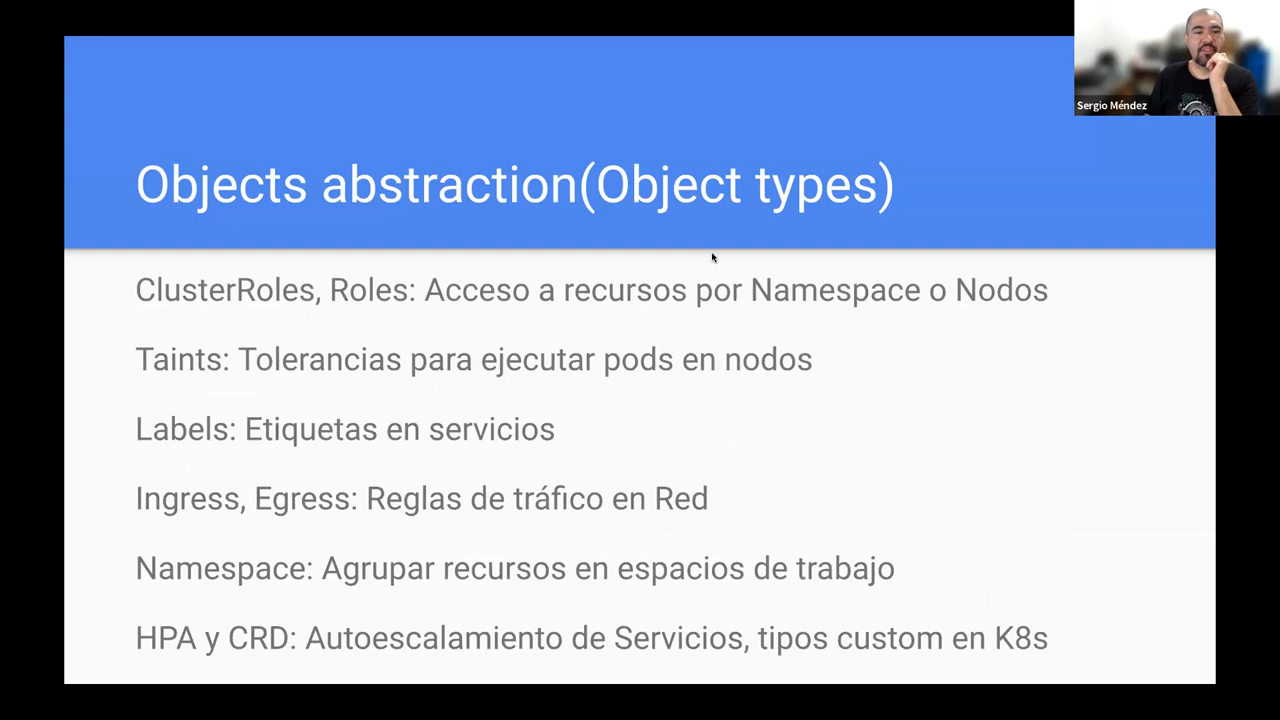 Sergio Méndez
Objects abstraction(Object types)
ClusterRoles, Roles: Acceso a recursos por Namespace o Nodos
Taints: Tolerancias para ejecutar pods en nodos
Labels: Etiquetas en servicios
Ingress, Egress: Reglas de tráfico en Red
Namespace: Agrupar recursos en espacios de trabajo
HPA y CRD: Autoescalamiento de Servicios, tipos custom en K8s